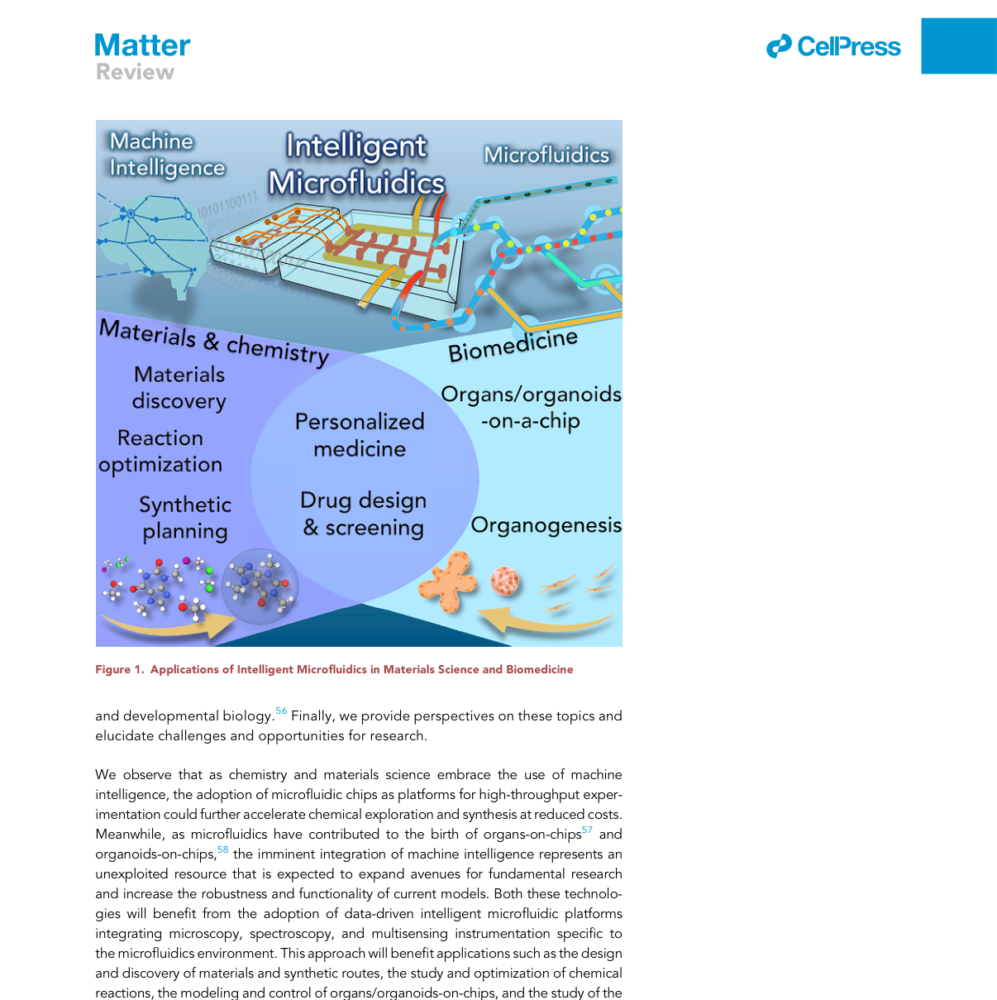 Matter
Review
CellPress
Machine
Intelligence
Intelligent
Microfluidics
Microfluidics
Materials & chemistry
Materials
discovery
Reaction
optimization
Synthetic
planning
Personalized
medicine
Drug design
& screening
Biomedicine
Organs/organoids
-on-a-chip
Organogenesis
Figure 1. Applications of Intelligent Microfluidics in Materials Science and Biomedicine
and developmental biology.56 Finally, we provide perspectives on these topics and
elucidate challenges and opportunities for research.
We observe that as chemistry and materials science embrace the use of machine
intelligence, the adoption of microfluidic chips as platforms for high-throughput exper-
imentation could further accelerate chemical exploration and synthesis at reduced costs.
Meanwhile, as microfluidics have contributed to the birth of organs-on-chips57 and
organoids-on-chips,58 the imminent integration of machine intelligence represents an
unexploited resource that is expected to expand avenues for fundamental research
and increase the robustness and functionality of current models. Both these technolo-
gies will benefit from the adoption of data-driven intelligent microfluidic platforms
integrating microscopy, spectroscopy, and multisensing instrumentation specific to
the microfluidics environment. This approach will benefit applications such as the design
and discovery of materials and synthetic routes, the study and optimization of chemical
reactions, the modeling and control of organs/organoids-on-chips, and the study of the